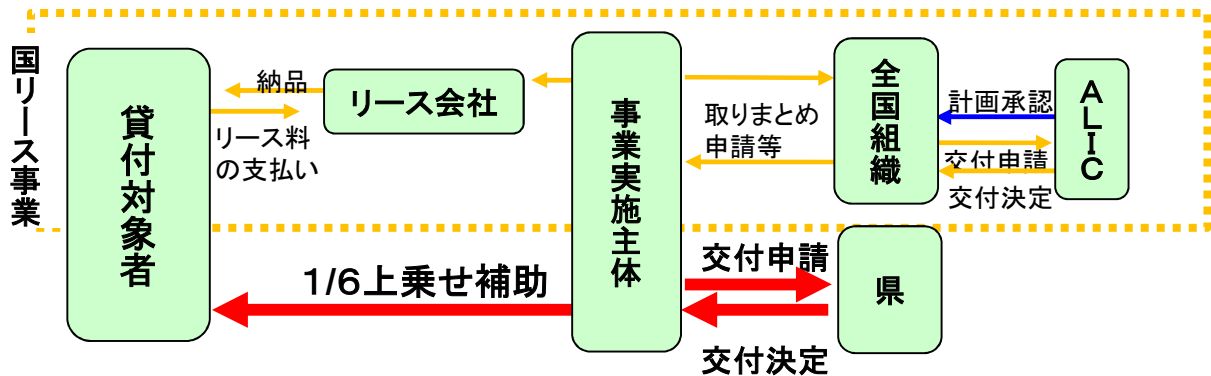 国リース事業
貸付対象者
納品
リース料
の支払い
リース会社
事業実施主体
取りまとめ
申請等
全国組織
計画承認
交付申請
交付決定
ALIC
1/6上乗せ補助
交付申請
交付決定
県